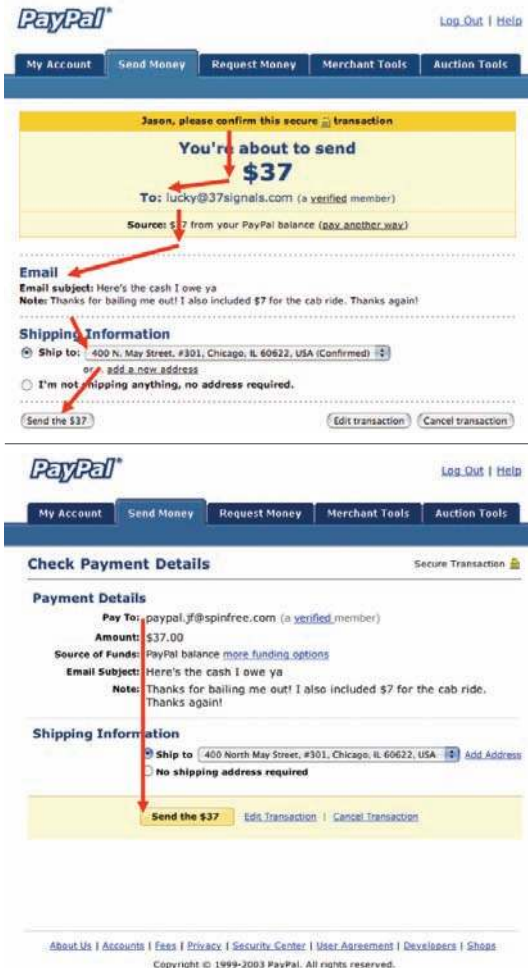 PayPal
Log Out | Help
My Account Send Money Request Money Merchant Tools Auction Tools
Jason, please confirm this secure transaction
You're about to send
$37
To: lucky@37signals.com (a verified member)
Source: $37 from your PayPal balance (pay another way)
Email
Email subject: Here's the cash I owe ya
Note: Thanks for bailing me out! I also included $7 for the cab ride. Thanks again!
Shipping Information
Ship to: 400 N. May Street, #301, Chicago, IL 60622, USA (Confirmed)
or add a new address
I'm not shipping anything, no address required.
Send the $37 Edit transaction Cancel transaction
PayPal
Log Out | Help
My Account Send Money Request Money Merchant Tools Auction Tools
Check Payment Details Secure Transaction
Payment Details
Pay To: paypal.jf@spinfree.com (a verified member)
Amount: $37.00
Source of Funds: PayPal balance more funding options
Email Subject: Here's the cash I owe ya
Note: Thanks for bailing me out! I also included $7 for the cab ride.
Thanks again!
Shipping Information
Ship to 400 North May Street, #301, Chicago, IL 60622, USA Add Address
No shipping address required
Send the $37 Edit Transaction | Cancel Transaction
About Us | Accounts | Fees | Privacy | Security Center | User Agreement | Developers | Shops
Copyright © 1999-2003 PayPal. All rights reserved.